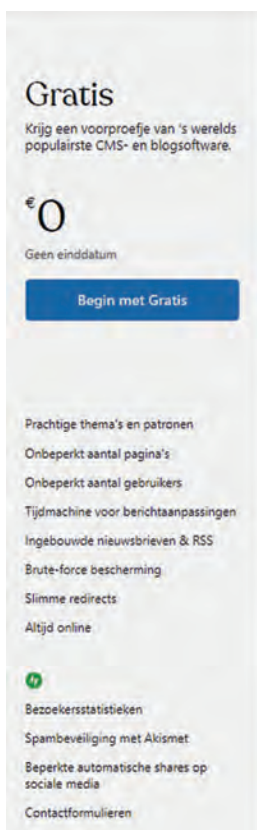 Gratis
Krijg een voorproefje van 's werelds
populairste CMS- en blogsoftware.
€0
Geen einddatum
Begin met Gratis
Prachtige thema's en patronen
Onbeperkt aantal pagina's
Onbeperkt aantal gebruikers
Tijdmachine voor berichtaanpassingen
Ingebouwde nieuwsbrieven & RSS
Brute-force bescherming
Slimme redirects
Altijd online
Bezoekersstatistieken
Spambeveiliging met Akismet
Beperkte automatische shares op
sociale media
Contactformulieren